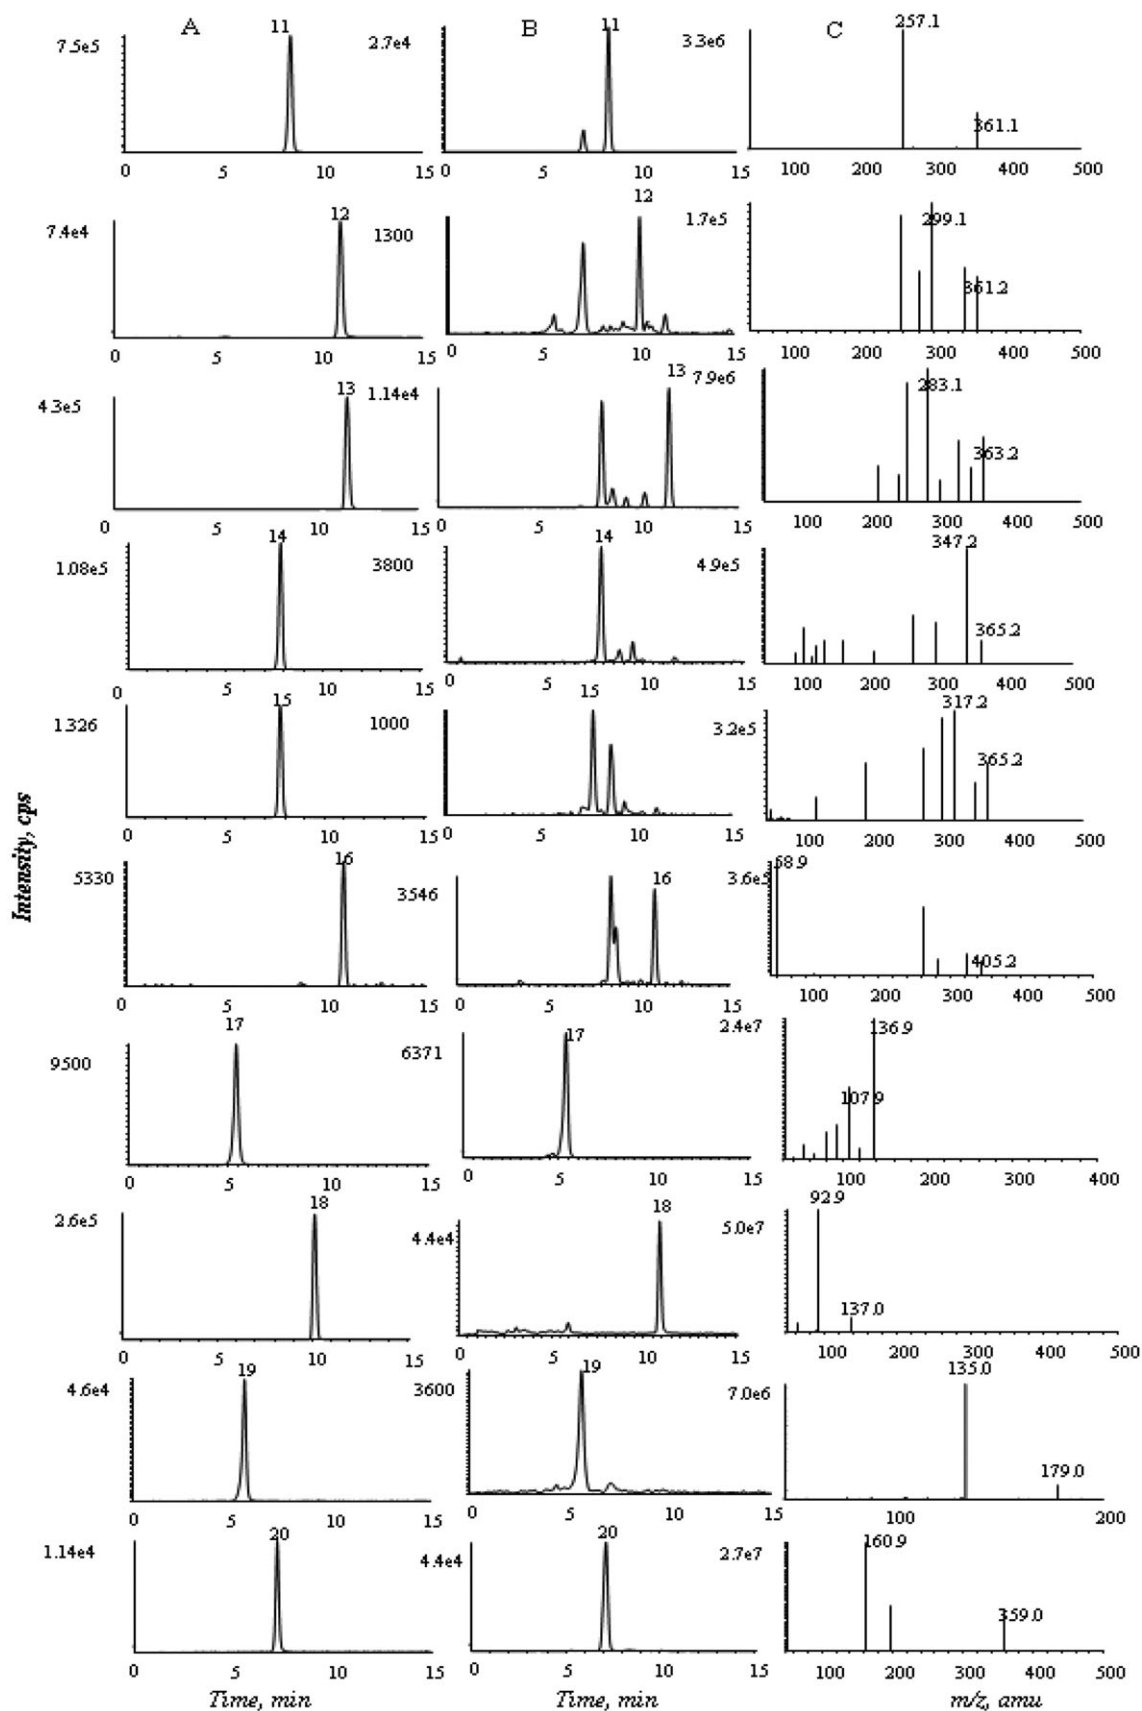 A B C
11 11 257.1
7.5e5 2.7e4 3.3e6
361.1
0 5 10 15 5 10 15 100 200 300 400 500
12 12
7.4e4 1300 1.7e5 299.1
361.2
0 5 10 15 0 5 10 15 100 200 300 400 500
13 13
4.3e5 1.14e4 7.9e6 283.1
363.2
0 5 10 15 5 10 15 100 200 300 400 500
14 14 347.2
1.08e5 3800 4.9e5
365.2
0 5 10 15 5 10 15 100 200 300 400 500
15 15 317.2
1.326 1000 3.2e5
365.2
5 10 15 0 5 10 15 100 200 300 400 500
16 16 58.9
5330 3546 3.6e5
405.2
0 5 10 15 0 5 10 15 100 200 300 400 500
17 17 136.9
9500 6371 2.4e7
107.9
0 5 10 15 0 5 10 15 100 200 300 400
18 18 92.9
2.6e5 4.4e4 5.0e7
137.0
0 5 10 15 0 5 10 15 100 200 300 400 500
19 19 135.0
4.6e4 3600 7.0e6
179.0
0 5 10 15 0 5 10 15 100 200
20 20 160.9
1.14e4 4.4e4 2.7e7
359.0
0 5 10 15 0 5 10 15 100 200 300 400 500
Time, min Time, min m/z, amu
Intensity, cps